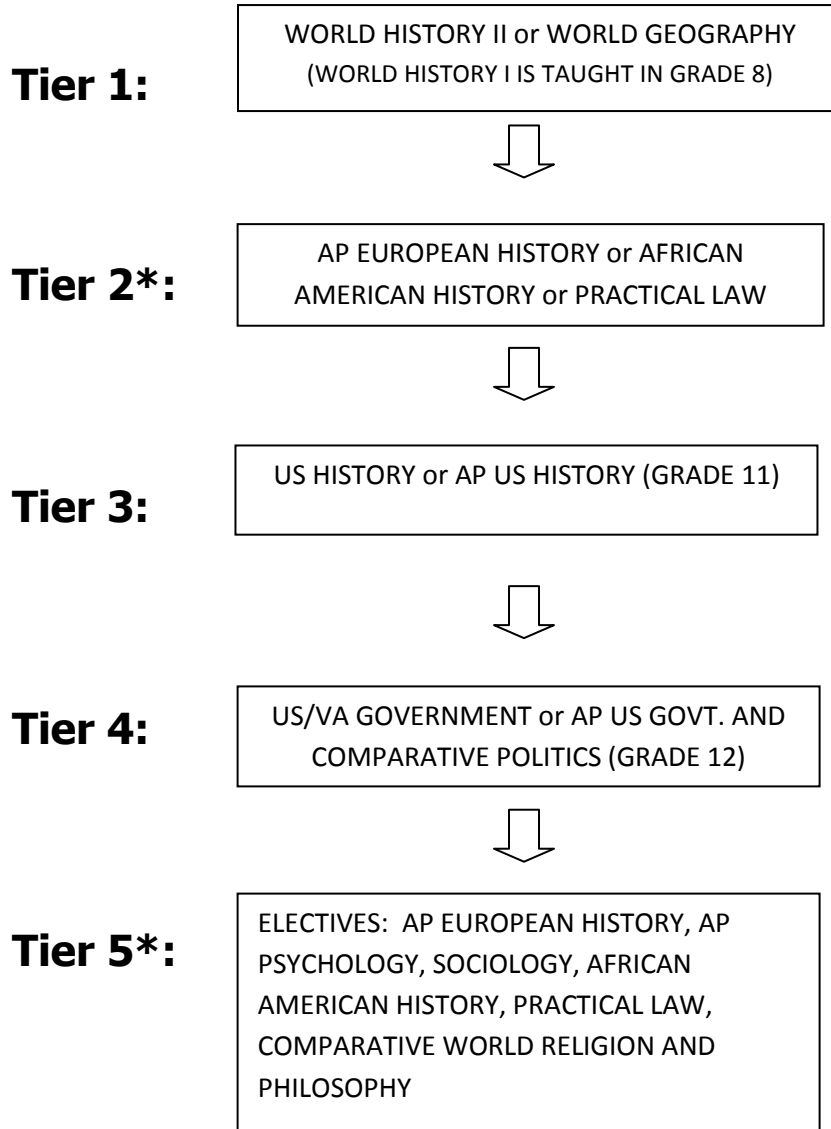 Tier 1:
WORLD HISTORY II or WORLD GEOGRAPHY
(WORLD HISTORY I IS TAUGHT IN GRADE 8)
Tier 2*:
AP EUROPEAN HISTORY or AFRICAN
AMERICAN HISTORY or PRACTICAL LAW
Tier 3:
US HISTORY or AP US HISTORY (GRADE 11)
Tier 4:
US/VA GOVERNMENT or AP US GOVT. AND
COMPARATIVE POLITICS (GRADE 12)
Tier 5*:
ELECTIVES: AP EUROPEAN HISTORY, AP
PSYCHOLOGY, SOCIOLOGY, AFRICAN
AMERICAN HISTORY, PRACTICAL LAW,
COMPARATIVE WORLD RELIGION AND
PHILOSOPHY